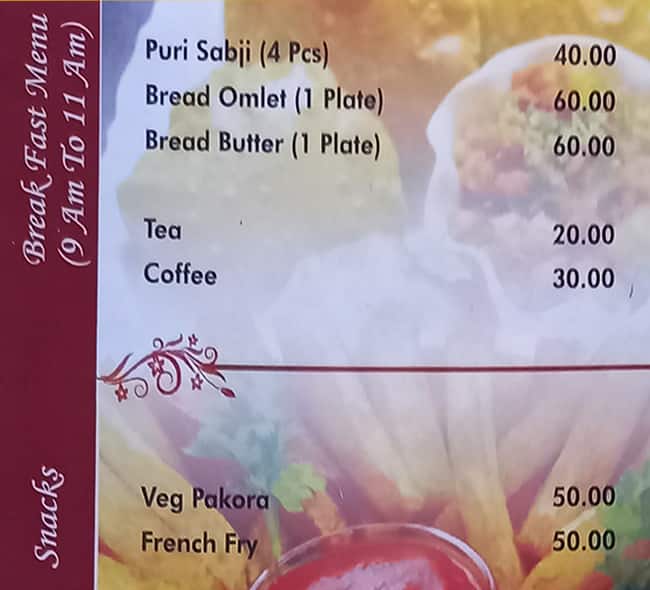 Break Fast Menu
(9 Am To 11 Am)
Puri Sabji (4 Pcs) 40.00
Bread Omlet (1 Plate) 60.00
Bread Butter (1 Plate) 60.00
Tea 20.00
Coffee 30.00
Snacks
Veg Pakora 50.00
French Fry 50.00